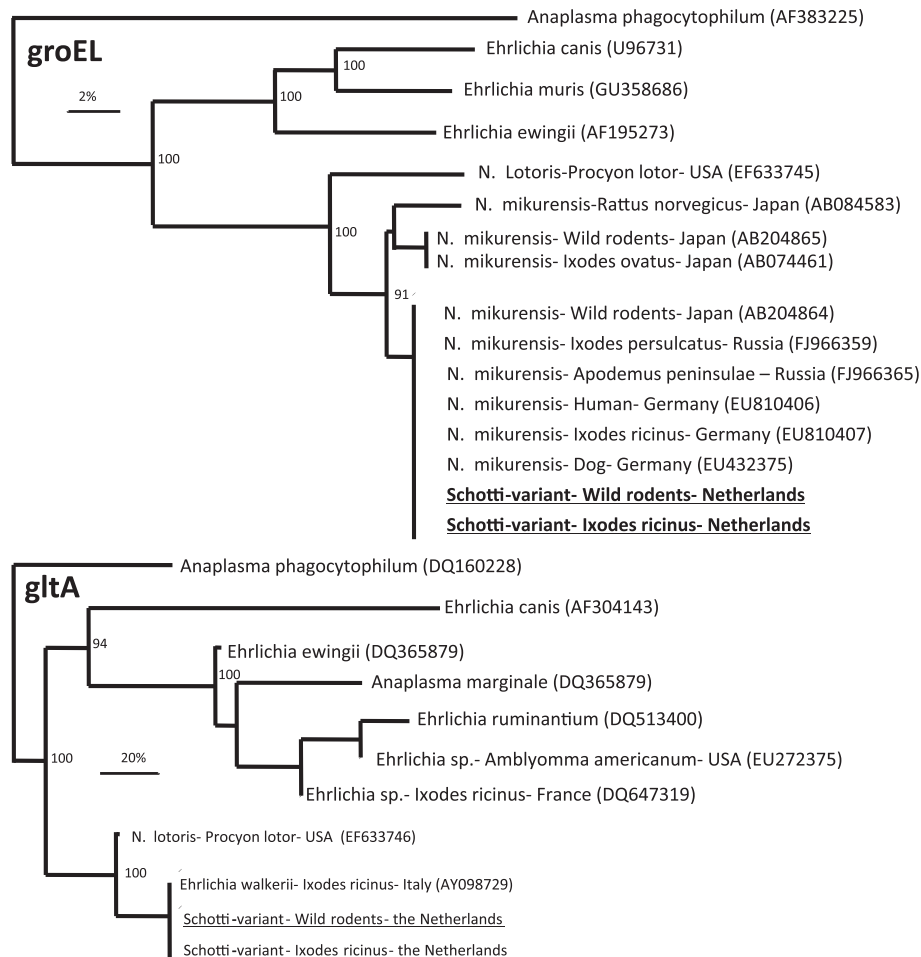 Anaplasma phagocytophilum (AF383225)
groEL
Ehrlichia canis (U96731)
100
Ehrlichia muris (GU358686)
2%
100
Ehrlichia ewingii (AF195273)
100
N. Lotoris-Procyon lotor- USA (EF633745)
N. mikurensis-Rattus norvegicus- Japan (AB084583)
100
N. mikurensis- Wild rodents- Japan (AB204865)
N. mikurensis- Ixodes ovatus- Japan (AB074461)
91
N. mikurensis- Wild rodents- Japan (AB204864)
N. mikurensis- Ixodes persulcatus- Russia (FJ966359)
N. mikurensis- Apodemus peninsulae – Russia (FJ966365)
N. mikurensis- Human- Germany (EU810406)
N. mikurensis- Ixodes ricinus- Germany (EU810407)
N. mikurensis- Dog- Germany (EU432375)
Schotti-variant- Wild rodents- Netherlands
Schotti-variant- Ixodes ricinus- Netherlands
Anaplasma phagocytophilum (DQ160228)
gltA
Ehrlichia canis (AF304143)
94
Ehrlichia ewingii (DQ365879)
100
Anaplasma marginale (DQ365879)
Ehrlichia ruminantium (DQ513400)
100
20%
Ehrlichia sp.- Amblyomma americanum- USA (EU272375)
Ehrlichia sp.- Ixodes ricinus- France (DQ647319)
N. lotoris- Procyon lotor- USA (EF633746)
100
Ehrlichia walkerii- Ixodes ricinus- Italy (AY098729)
Schotti-variant- Wild rodents- the Netherlands
Schotti-variant- Ixodes ricinus- the Netherlands